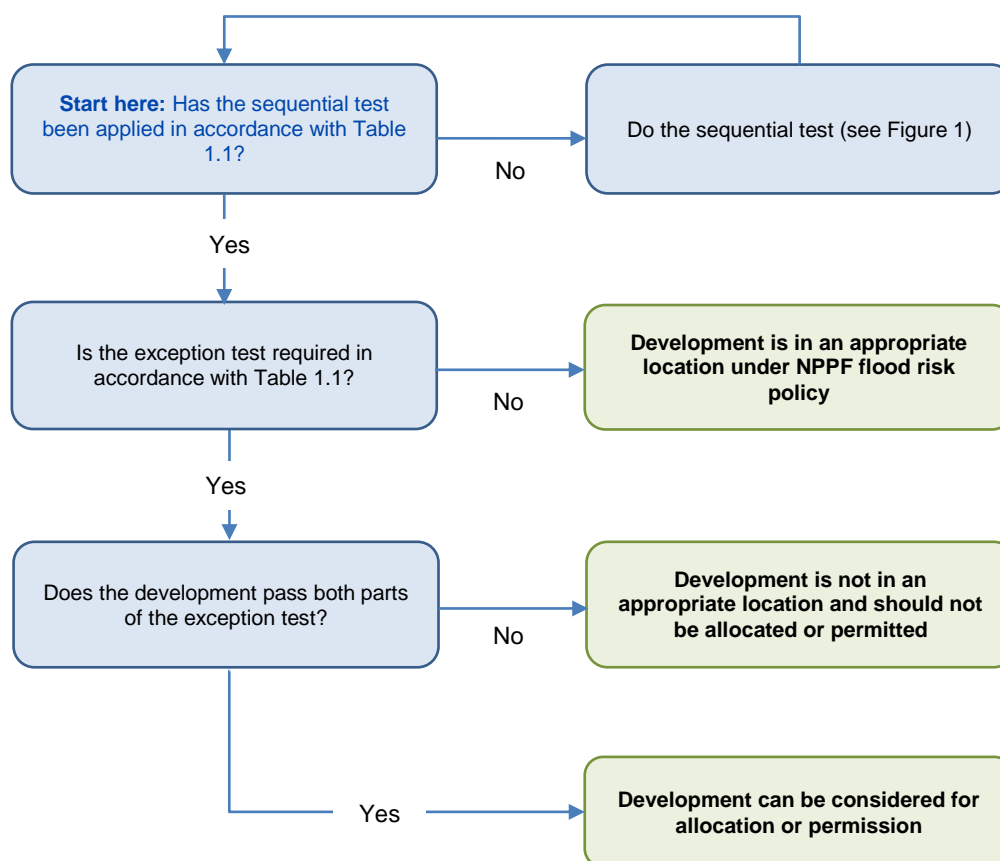 Start here: Has the sequential test
been applied in accordance with Table
1.1?
Do the sequential test (see Figure 1)
No
Yes
Is the exception test required in
accordance with Table 1.1?
Development is in an appropriate
location under NPPF flood risk
policy
No
Yes
Does the development pass both parts
of the exception test?
Development is not in an
appropriate location and should not
be allocated or permitted
No
Yes
Development can be considered for
allocation or permission